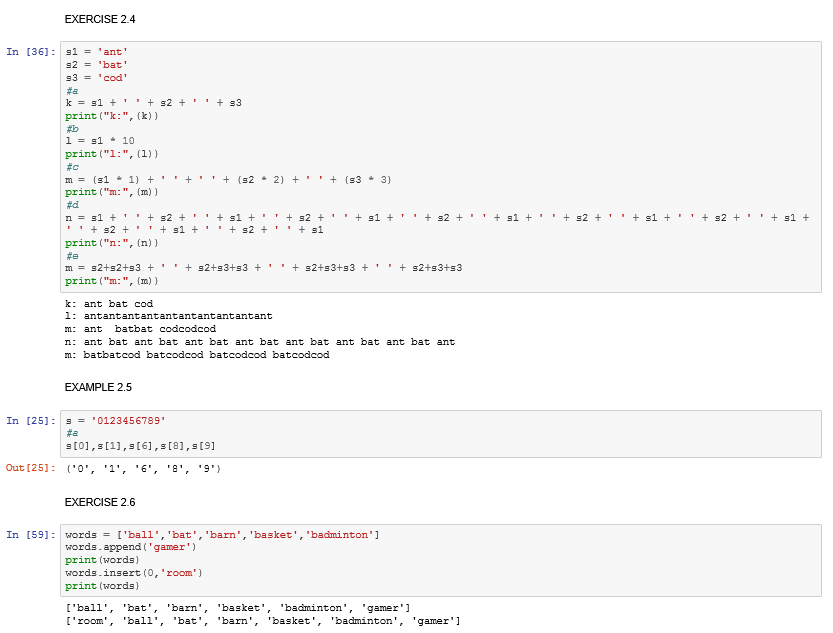 EXERCISE 2.4
In [36]: s1 = 'ant'
s2 = 'bat'
s3 = 'cod'
#a
k = s1 + ' ' + s2 + ' ' + s3
print("k:",(k))
#b
l = s1 * 10
print("l:",(l))
#c
m = (s1 * 1) + ' ' + ' ' + (s2 * 2) + ' ' + (s3 * 3)
print("m:",(m))
#d
n = s1 + ' ' + s2 + ' ' + s1 + ' ' + s2 + ' ' + s1 + ' ' + s2 + ' ' + s1 + ' ' + s2 + ' ' + s1 + ' ' + s2 + ' ' + s1 +
' ' + s2 + ' ' + s1 + ' ' + s2 + ' ' + s1
print("n:",(n))
#e
m = s2+s2+s3 + ' ' + s2+s3+s3 + ' ' + s2+s3+s3 + ' ' + s2+s3+s3
print("m:",(m))
k: ant bat cod
l: antantantantantantantantantant
m: ant  batbat codcodcod
n: ant bat ant bat ant bat ant bat ant bat ant bat ant bat ant
m: batbatcod batcodcod batcodcod batcodcod
EXAMPLE 2.5
In [25]: s = '0123456789'
#a
s[0],s[1],s[6],s[8],s[9]
Out[25]: ('0', '1', '6', '8', '9')
EXERCISE 2.6
In [59]: words = ['ball','bat','barn','basket','badminton']
words.append('gamer')
print(words)
words.insert(0,'room')
print(words)
['ball', 'bat', 'barn', 'basket', 'badminton', 'gamer']
['room', 'ball', 'bat', 'barn', 'basket', 'badminton', 'gamer']